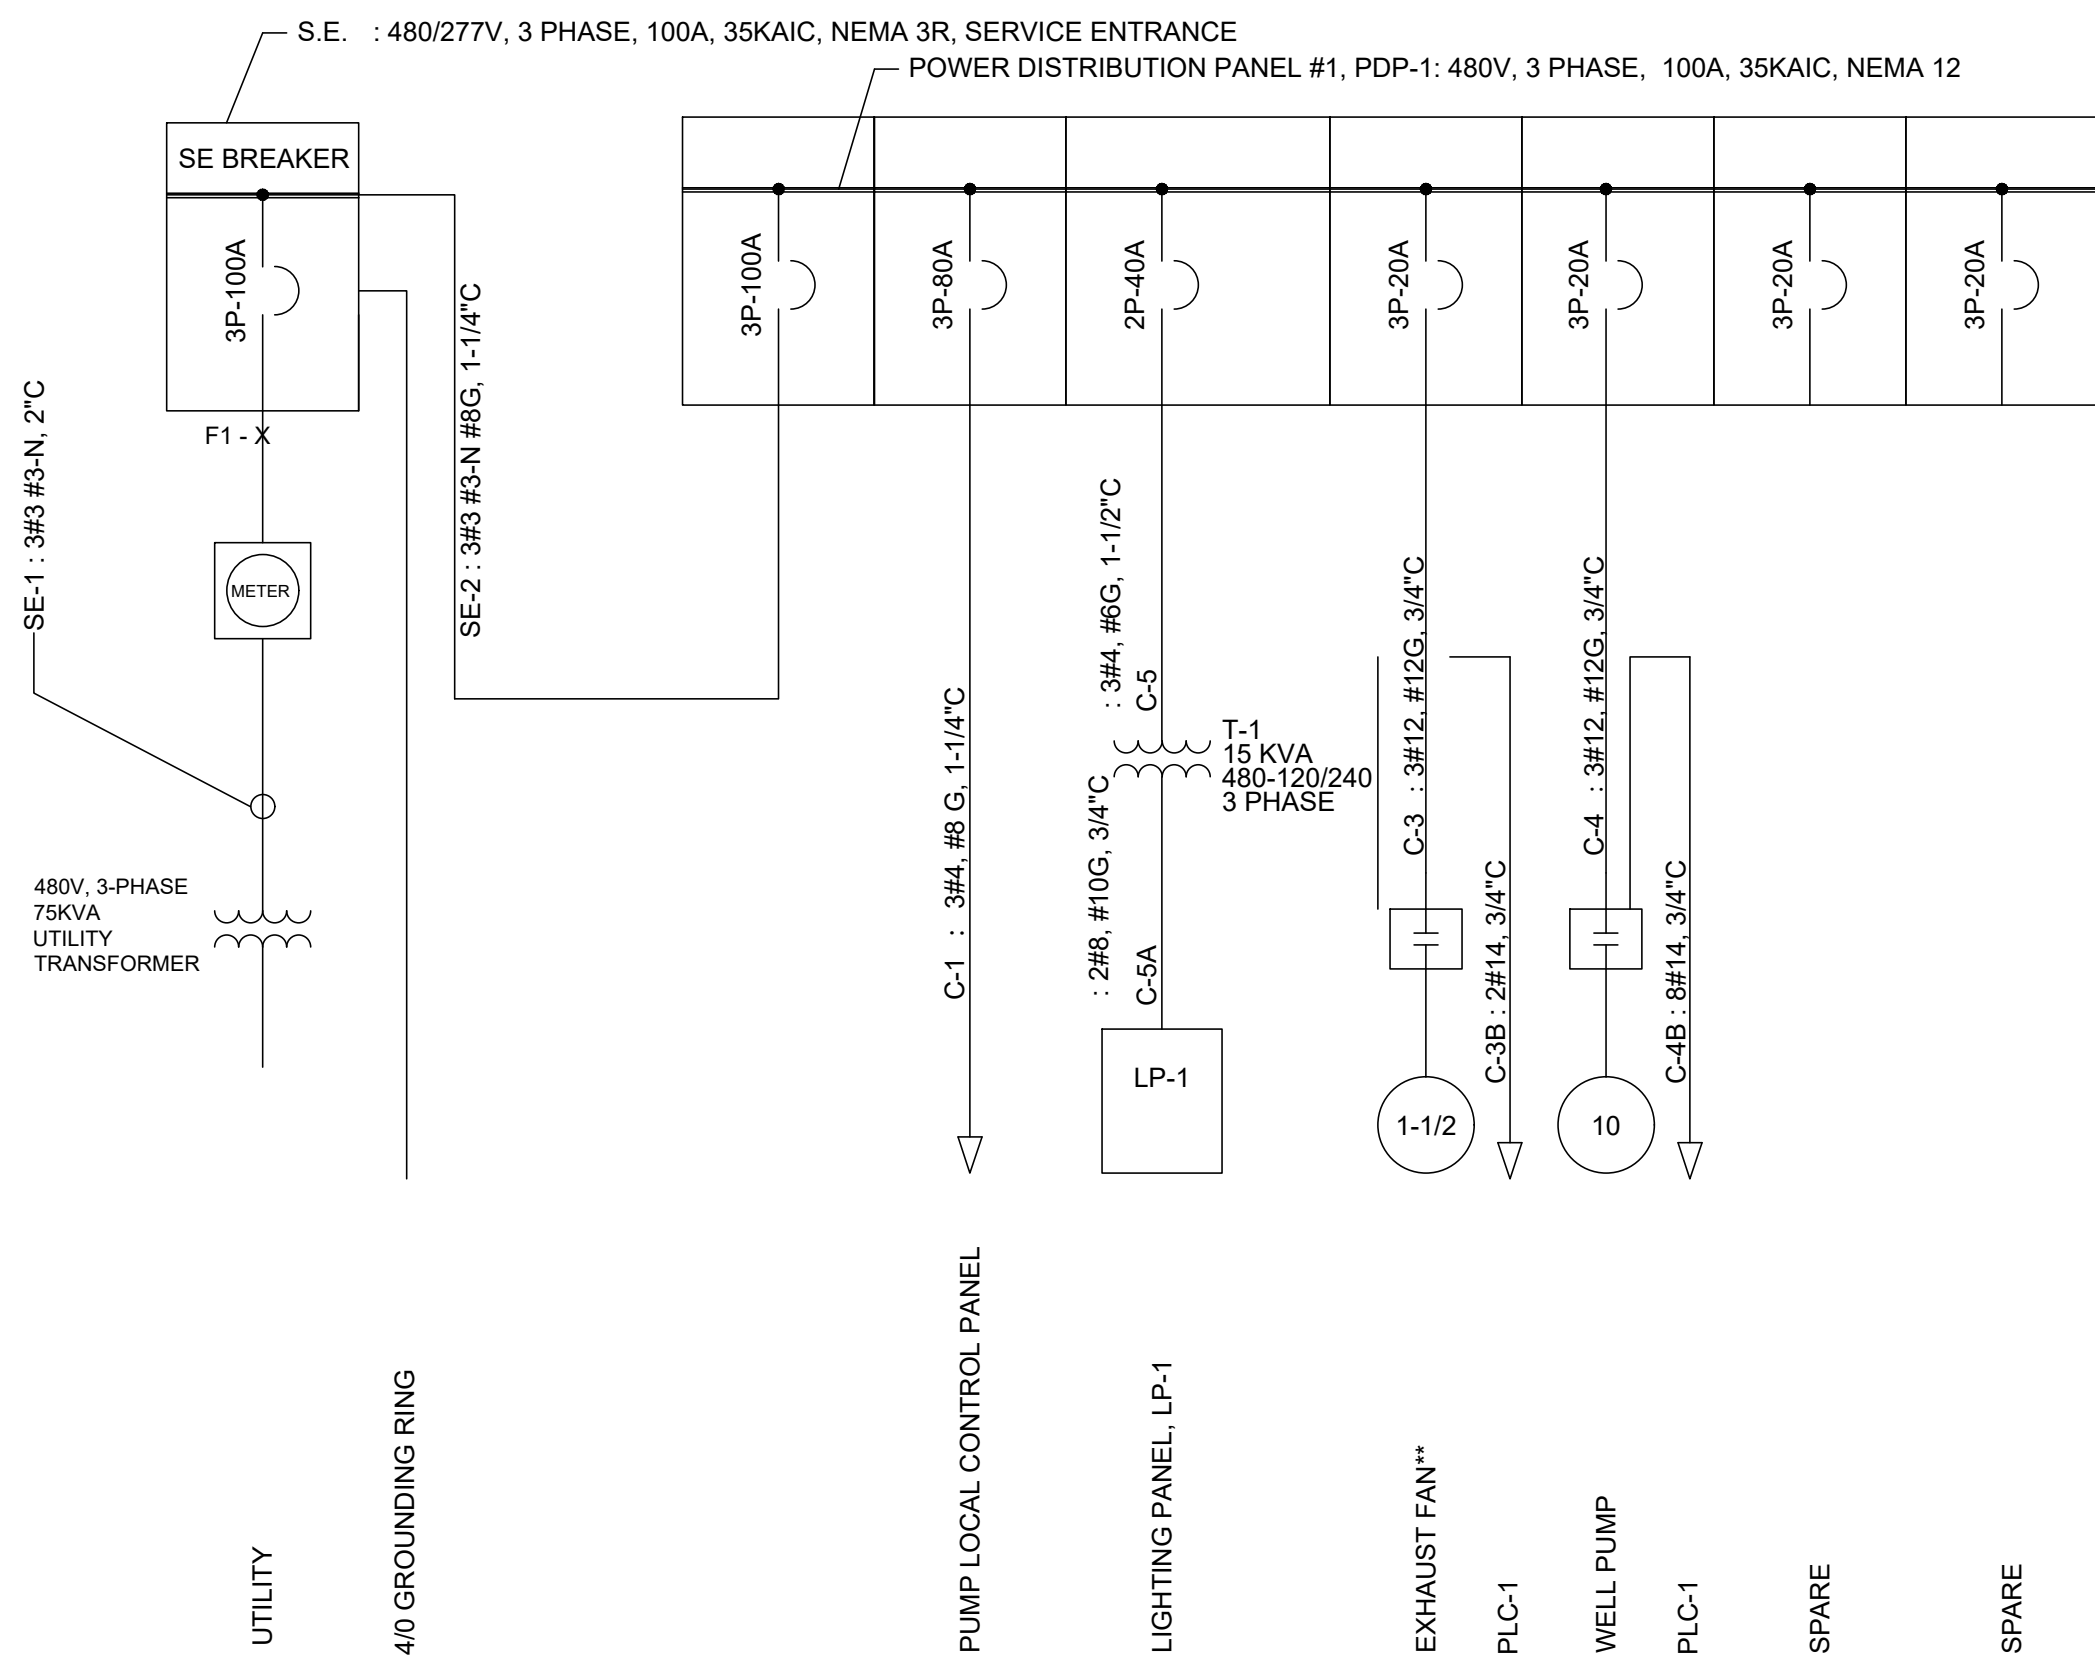 S.E. : 480/277V, 3 PHASE, 100A, 35KAIC, NEMA 3R, SERVICE ENTRANCE
POWER DISTRIBUTION PANEL #1, PDP-1: 480V, 3 PHASE, 100A, 35KAIC, NEMA 12
SE BREAKER
3P-100A
3P-100A
3P-80A
2P-40A
3P-20A
3P-20A
3P-20A
3P-20A
F1 - X
SE-1 : 3#3 #3-N, 2"C
SE-2 : 3#3 #3-N #8G, 1-1/4"C
METER
480V, 3-PHASE
75KVA
UTILITY
TRANSFORMER
C-1 : 3#4, #8 G, 1-1/4"C
: 3#4, #6G, 1-1/2"C
C-5
T-1
15 KVA
480-120/240
3 PHASE
: 2#8, #10G, 3/4"C
C-5A
LP-1
C-3 : 3#12, #12G, 3/4"C
C-3B : 2#14, 3/4"C
1-1/2
C-4 : 3#12, #12G, 3/4"C
C-4B : 8#14, 3/4"C
10
UTILITY
4/0 GROUNDING RING
PUMP LOCAL CONTROL PANEL
LIGHTING PANEL, LP-1
EXHAUST FAN**
PLC-1
WELL PUMP
PLC-1
SPARE
SPARE